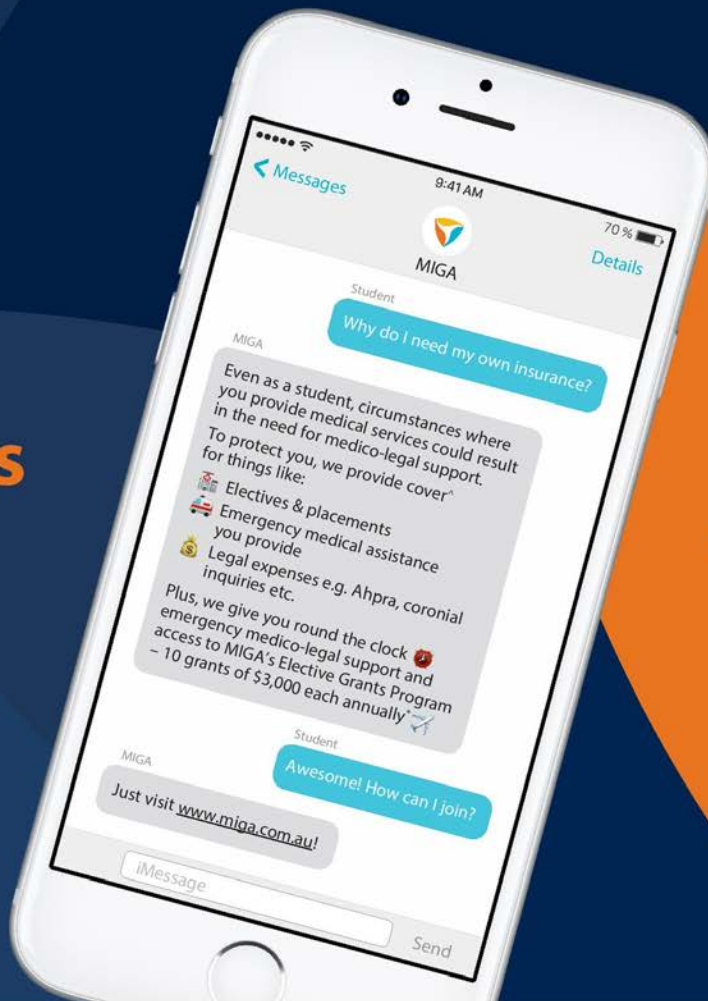 s
9:41 AM
70 %
Messages
MIGA
Details
Student
Why do I need my own insurance?
MIGA
Even as a student, circumstances where
you provide medical services could result
in the need for medico-legal support.
To protect you, we provide cover^
for things like:
Electives & placements
Emergency medical assistance
you provide
Legal expenses e.g. Ahpra, coronial
inquiries etc.
Plus, we give you round the clock
emergency medico-legal support and
access to MIGA's Elective Grants Program
– 10 grants of $3,000 each annually*
Student
Awesome! How can I join?
MIGA
Just visit www.miga.com.au!
iMessage
Send